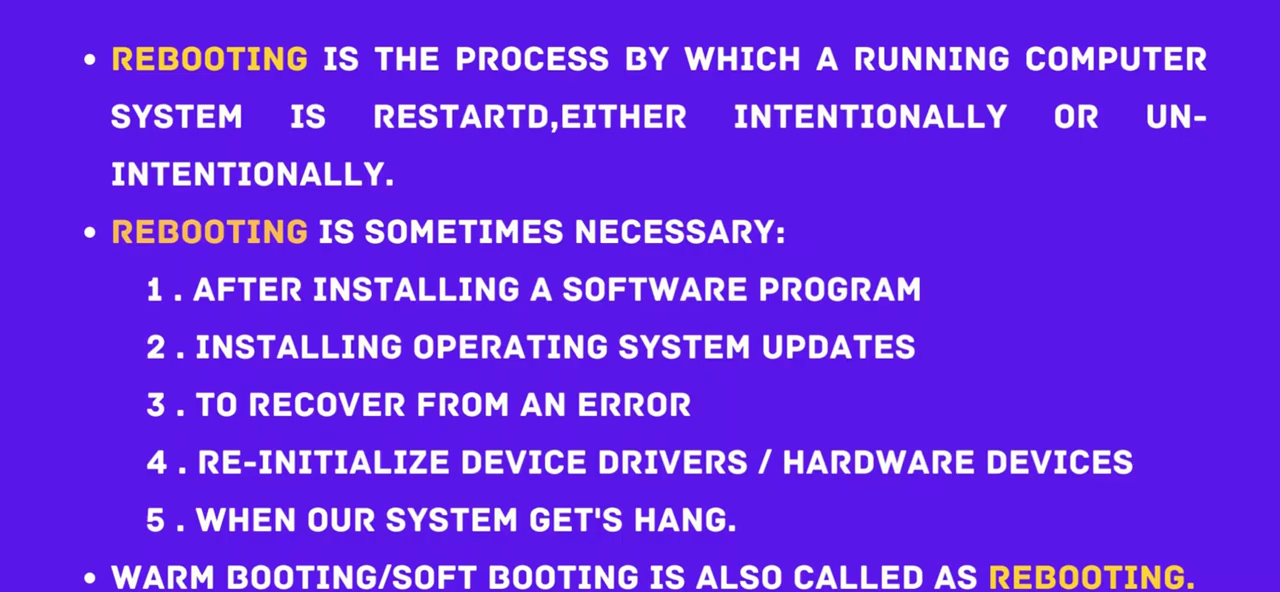 • REBOOTING IS THE PROCESS BY WHICH A RUNNING COMPUTER
SYSTEM IS RESTARTD,EITHER INTENTIONALLY OR UN-
INTENTIONALLY.
• REBOOTING IS SOMETIMES NECESSARY:
1 . AFTER INSTALLING A SOFTWARE PROGRAM
2 . INSTALLING OPERATING SYSTEM UPDATES
3 . TO RECOVER FROM AN ERROR
4 . RE-INITIALIZE DEVICE DRIVERS / HARDWARE DEVICES
5 . WHEN OUR SYSTEM GET'S HANG.
• WARM BOOTING/SOFT BOOTING IS ALSO CALLED AS REBOOTING.